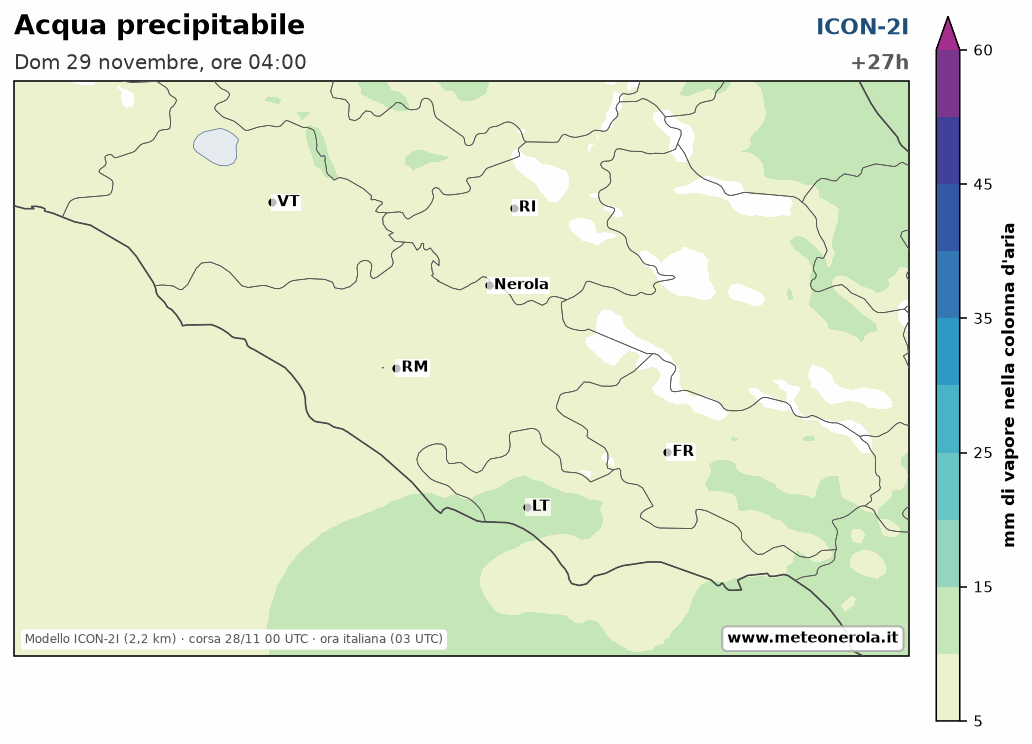 Acqua precipitabile
ICON-2I
Dom 29 novembre, ore 04:00
+27h
60
45
35
25
15
5
mm di vapore nella colonna d'aria
VT
RI
Nerola
RM
FR
LT
Modello ICON-2I (2,2 km) · corsa 28/11 00 UTC · ora italiana (03 UTC)
www.meteonerola.it